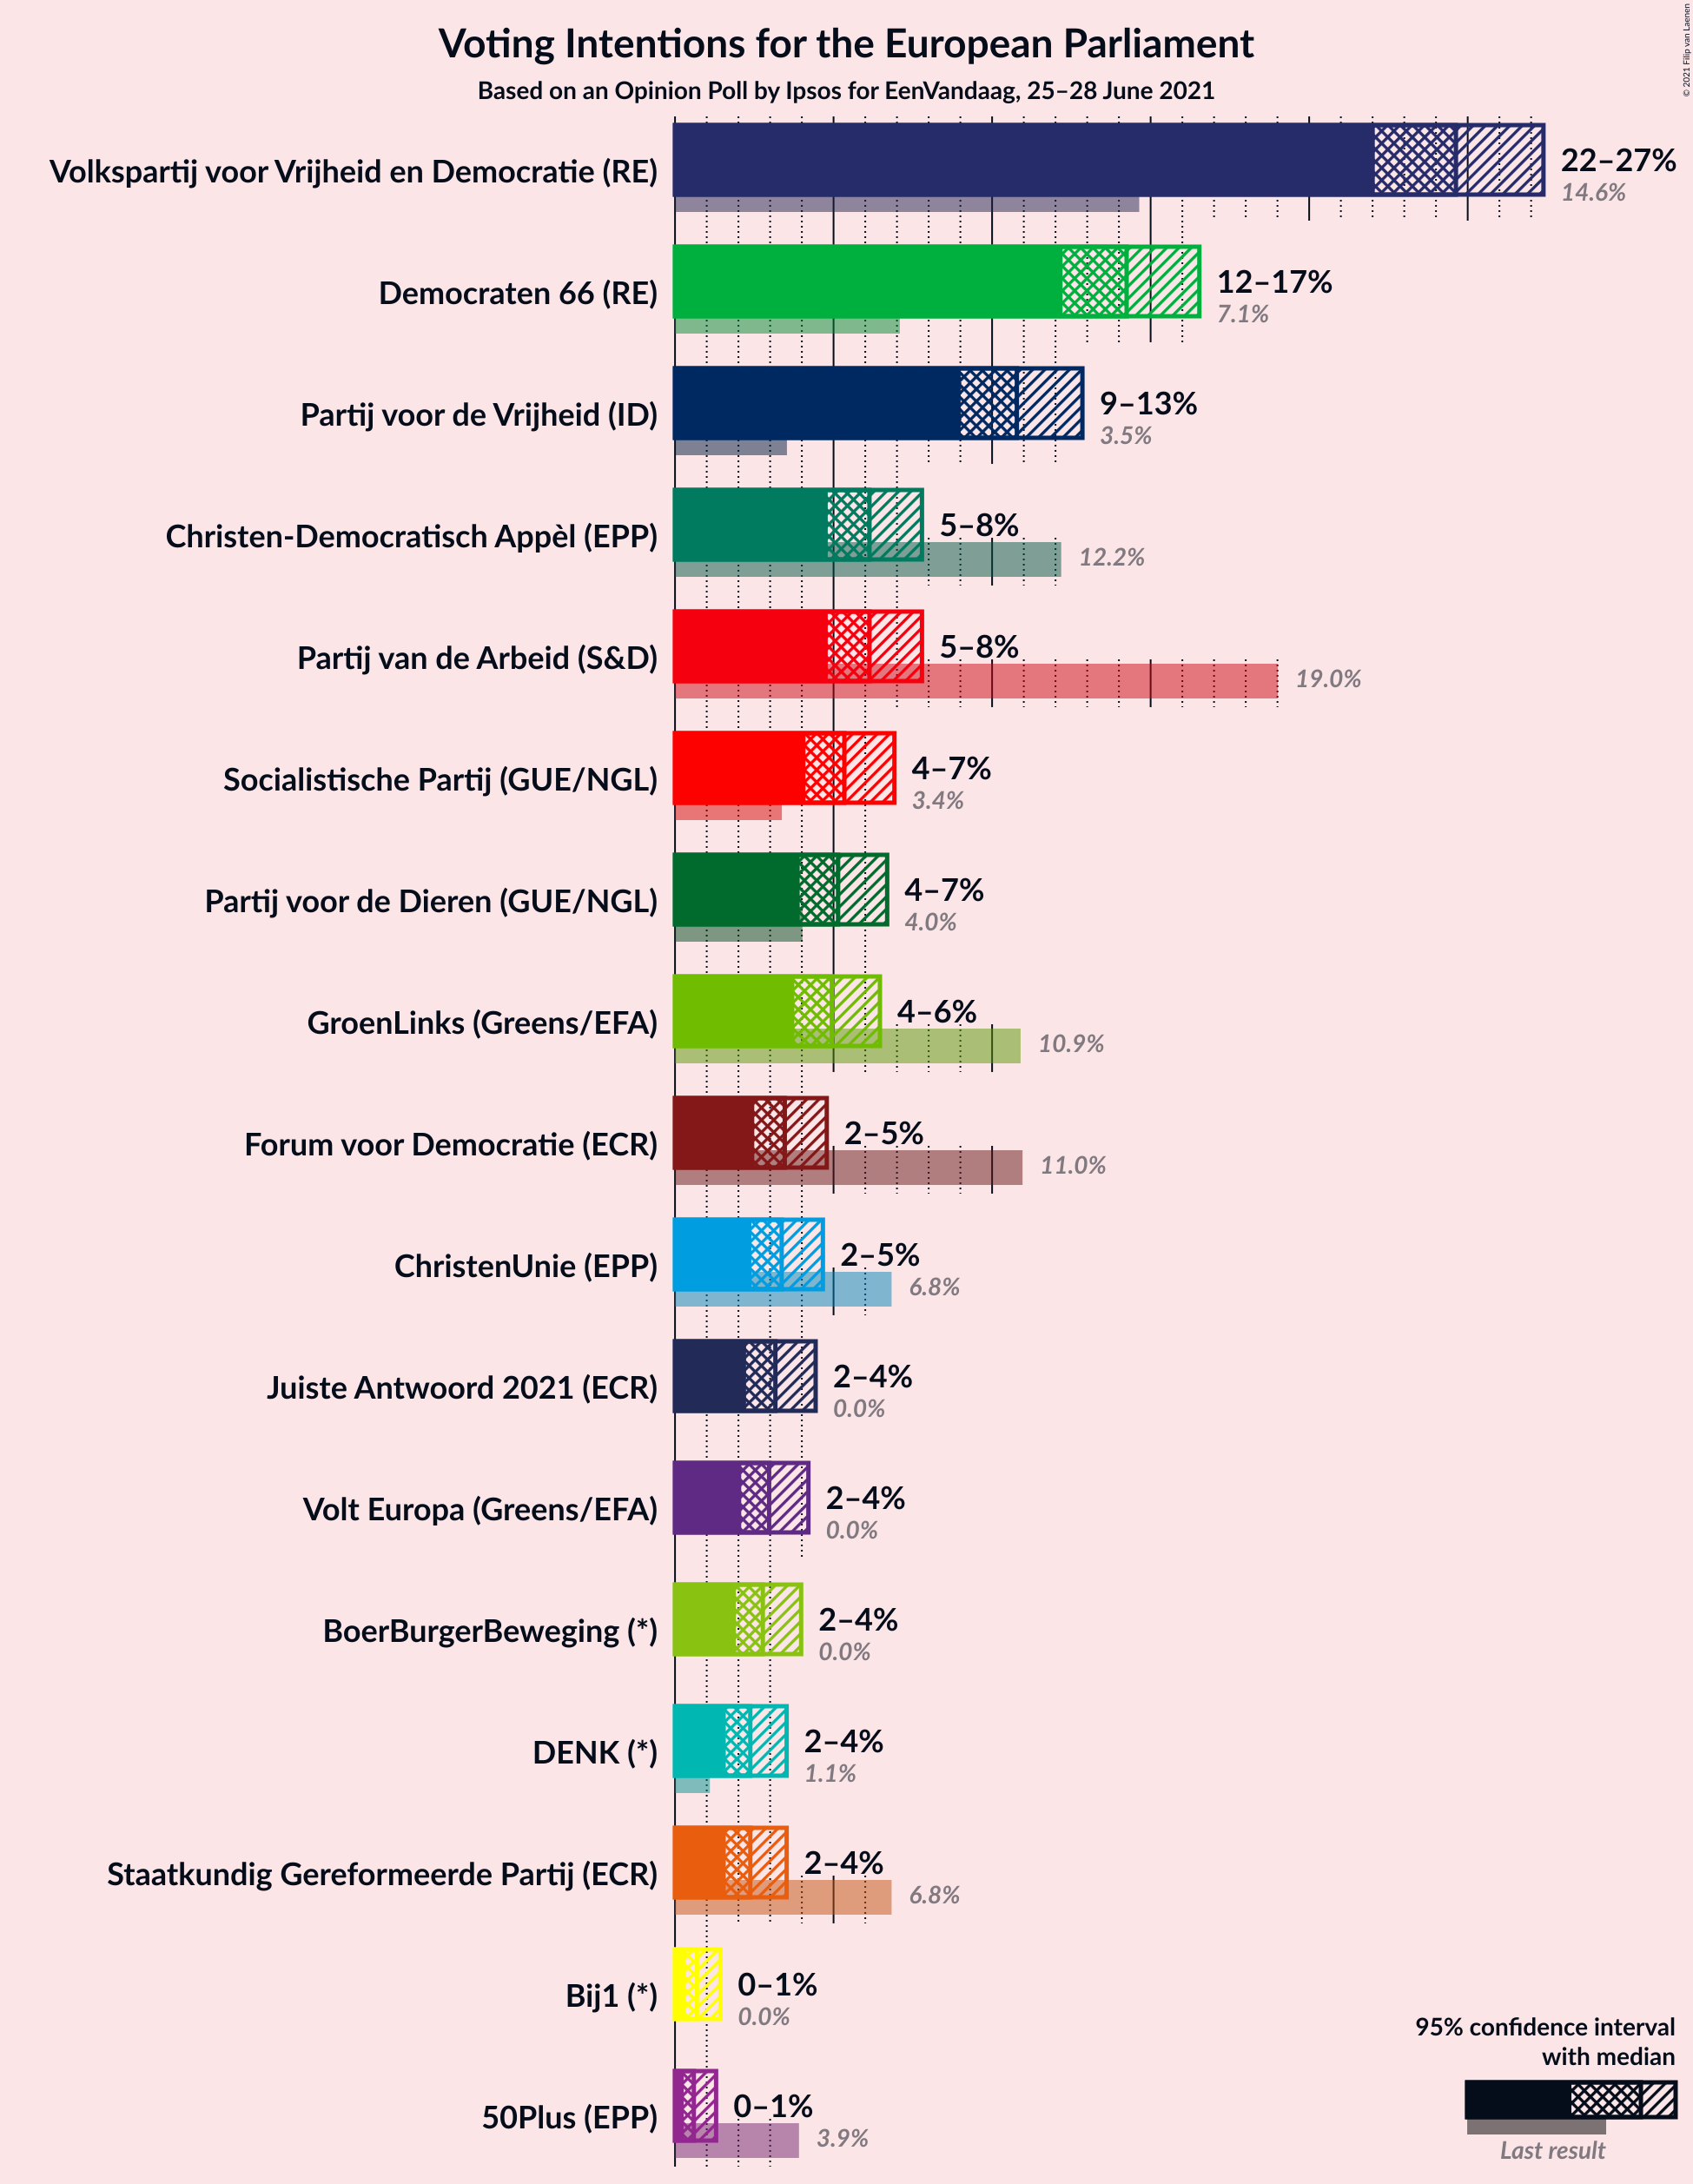 Voting Intentions for the European Parliament
Based on an Opinion Poll by Ipsos for EenVandaag, 25–28 June 2021
© 2021 Filip van Laenen
Volkspartij voor Vrijheid en Democratie (RE)
22–27%
14.6%
Democraten 66 (RE)
12–17%
7.1%
Partij voor de Vrijheid (ID)
9–13%
3.5%
Christen-Democratisch Appèl (EPP)
5–8%
12.2%
Partij van de Arbeid (S&D)
5–8%
19.0%
Socialistische Partij (GUE/NGL)
4–7%
3.4%
Partij voor de Dieren (GUE/NGL)
4–7%
4.0%
GroenLinks (Greens/EFA)
4–6%
10.9%
Forum voor Democratie (ECR)
2–5%
11.0%
ChristenUnie (EPP)
2–5%
6.8%
Juiste Antwoord 2021 (ECR)
2–4%
0.0%
Volt Europa (Greens/EFA)
2–4%
0.0%
BoerBurgerBeweging (*)
2–4%
0.0%
DENK (*)
2–4%
1.1%
Staatkundig Gereformeerde Partij (ECR)
2–4%
6.8%
Bij1 (*)
0–1%
0.0%
50Plus (EPP)
0–1%
3.9%
95% confidence interval
with median
Last result